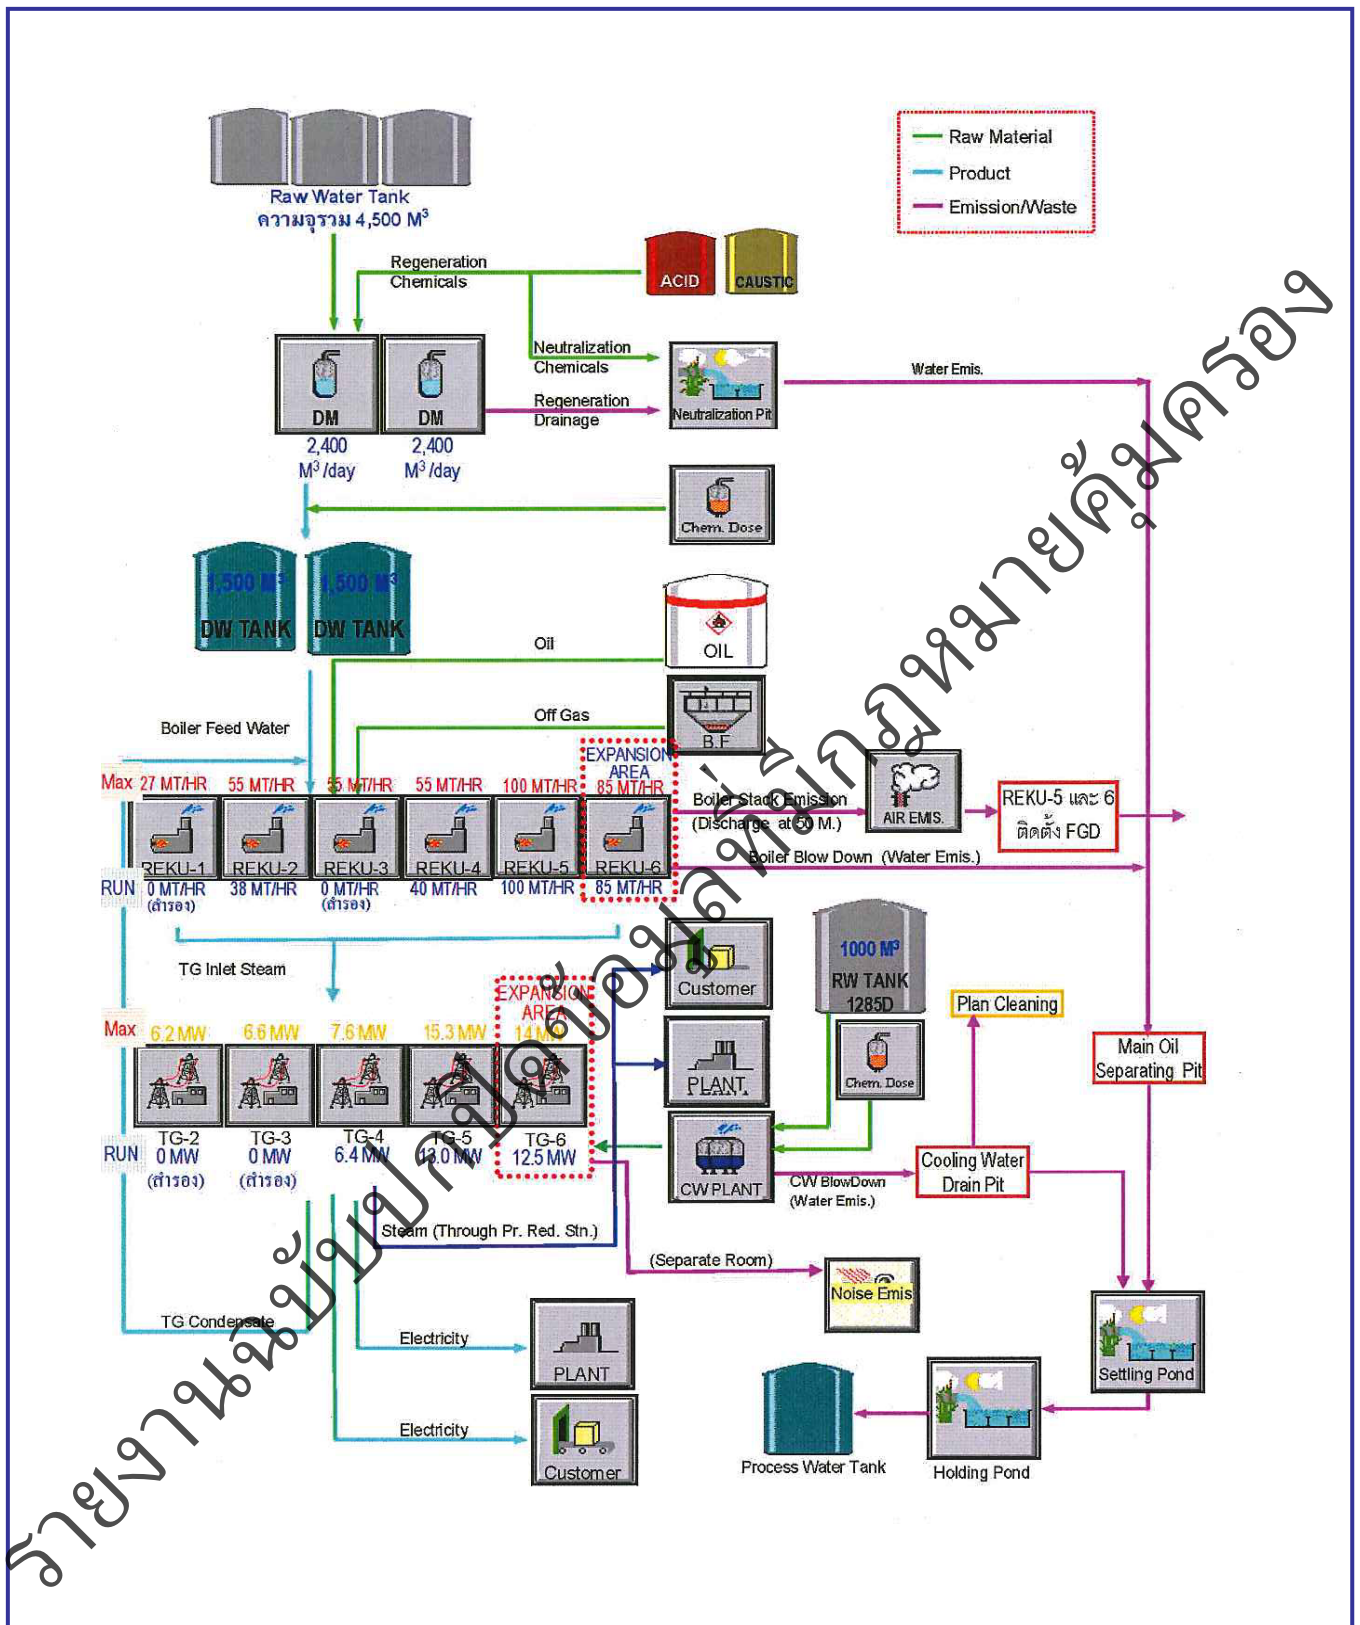 Raw Water Tank
ความจุรวม 4,500 M³
Raw Material
Product
Emission/Waste
ACID
CAUSTIC
Regeneration
Chemicals
Neutralization
Chemicals
Regeneration
Drainage
Neutralization Pit
Water Emis.
DM
DM
2,400
M³ /day
2,400
M³ /day
Chem. Dose
1,500 M³
DW TANK
1,500 M³
DW TANK
Oil
OIL
Off Gas
B.F
Boiler Feed Water
EXPANSION
AREA
Max
27 MT/HR
55 MT/HR
55 MT/HR
55 MT/HR
100 MT/HR
85 MT/HR
REKU-1
REKU-2
REKU-3
REKU-4
REKU-5
REKU-6
RUN
0 MT/HR
(สำรอง)
38 MT/HR
0 MT/HR
(สำรอง)
40 MT/HR
100 MT/HR
85 MT/HR
Boiler Stack Emission
(Discharge at 50 M.)
AIR EMIS.
REKU-5 และ 6
ติดตั้ง FGD
Boiler Blow Down (Water Emis.)
TG Inlet Steam
Customer
1000 M³
RW TANK
1285D
Plan Cleaning
EXPANSION
AREA
Max
6.2 MW
6.6 MW
7.6 MW
15.3 MW
14 MW
PLANT
Chem. Dose
Main Oil
Separating Pit
TG-2
TG-3
TG-4
TG-5
TG-6
RUN
0 MW
(สำรอง)
0 MW
(สำรอง)
6.4 MW
13.0 MW
12.5 MW
CW PLANT
CW BlowDown
(Water Emis.)
Cooling Water
Drain Pit
Steam (Through Pr. Red. Stn.)
(Separate Room)
Noise Emis
TG Condensate
Electricity
PLANT
Settling Pond
Electricity
Customer
Process Water Tank
Holding Pond
รายงานฉบับปกปิดข้อมูลที่มีกฎหมายคุ้มครอง